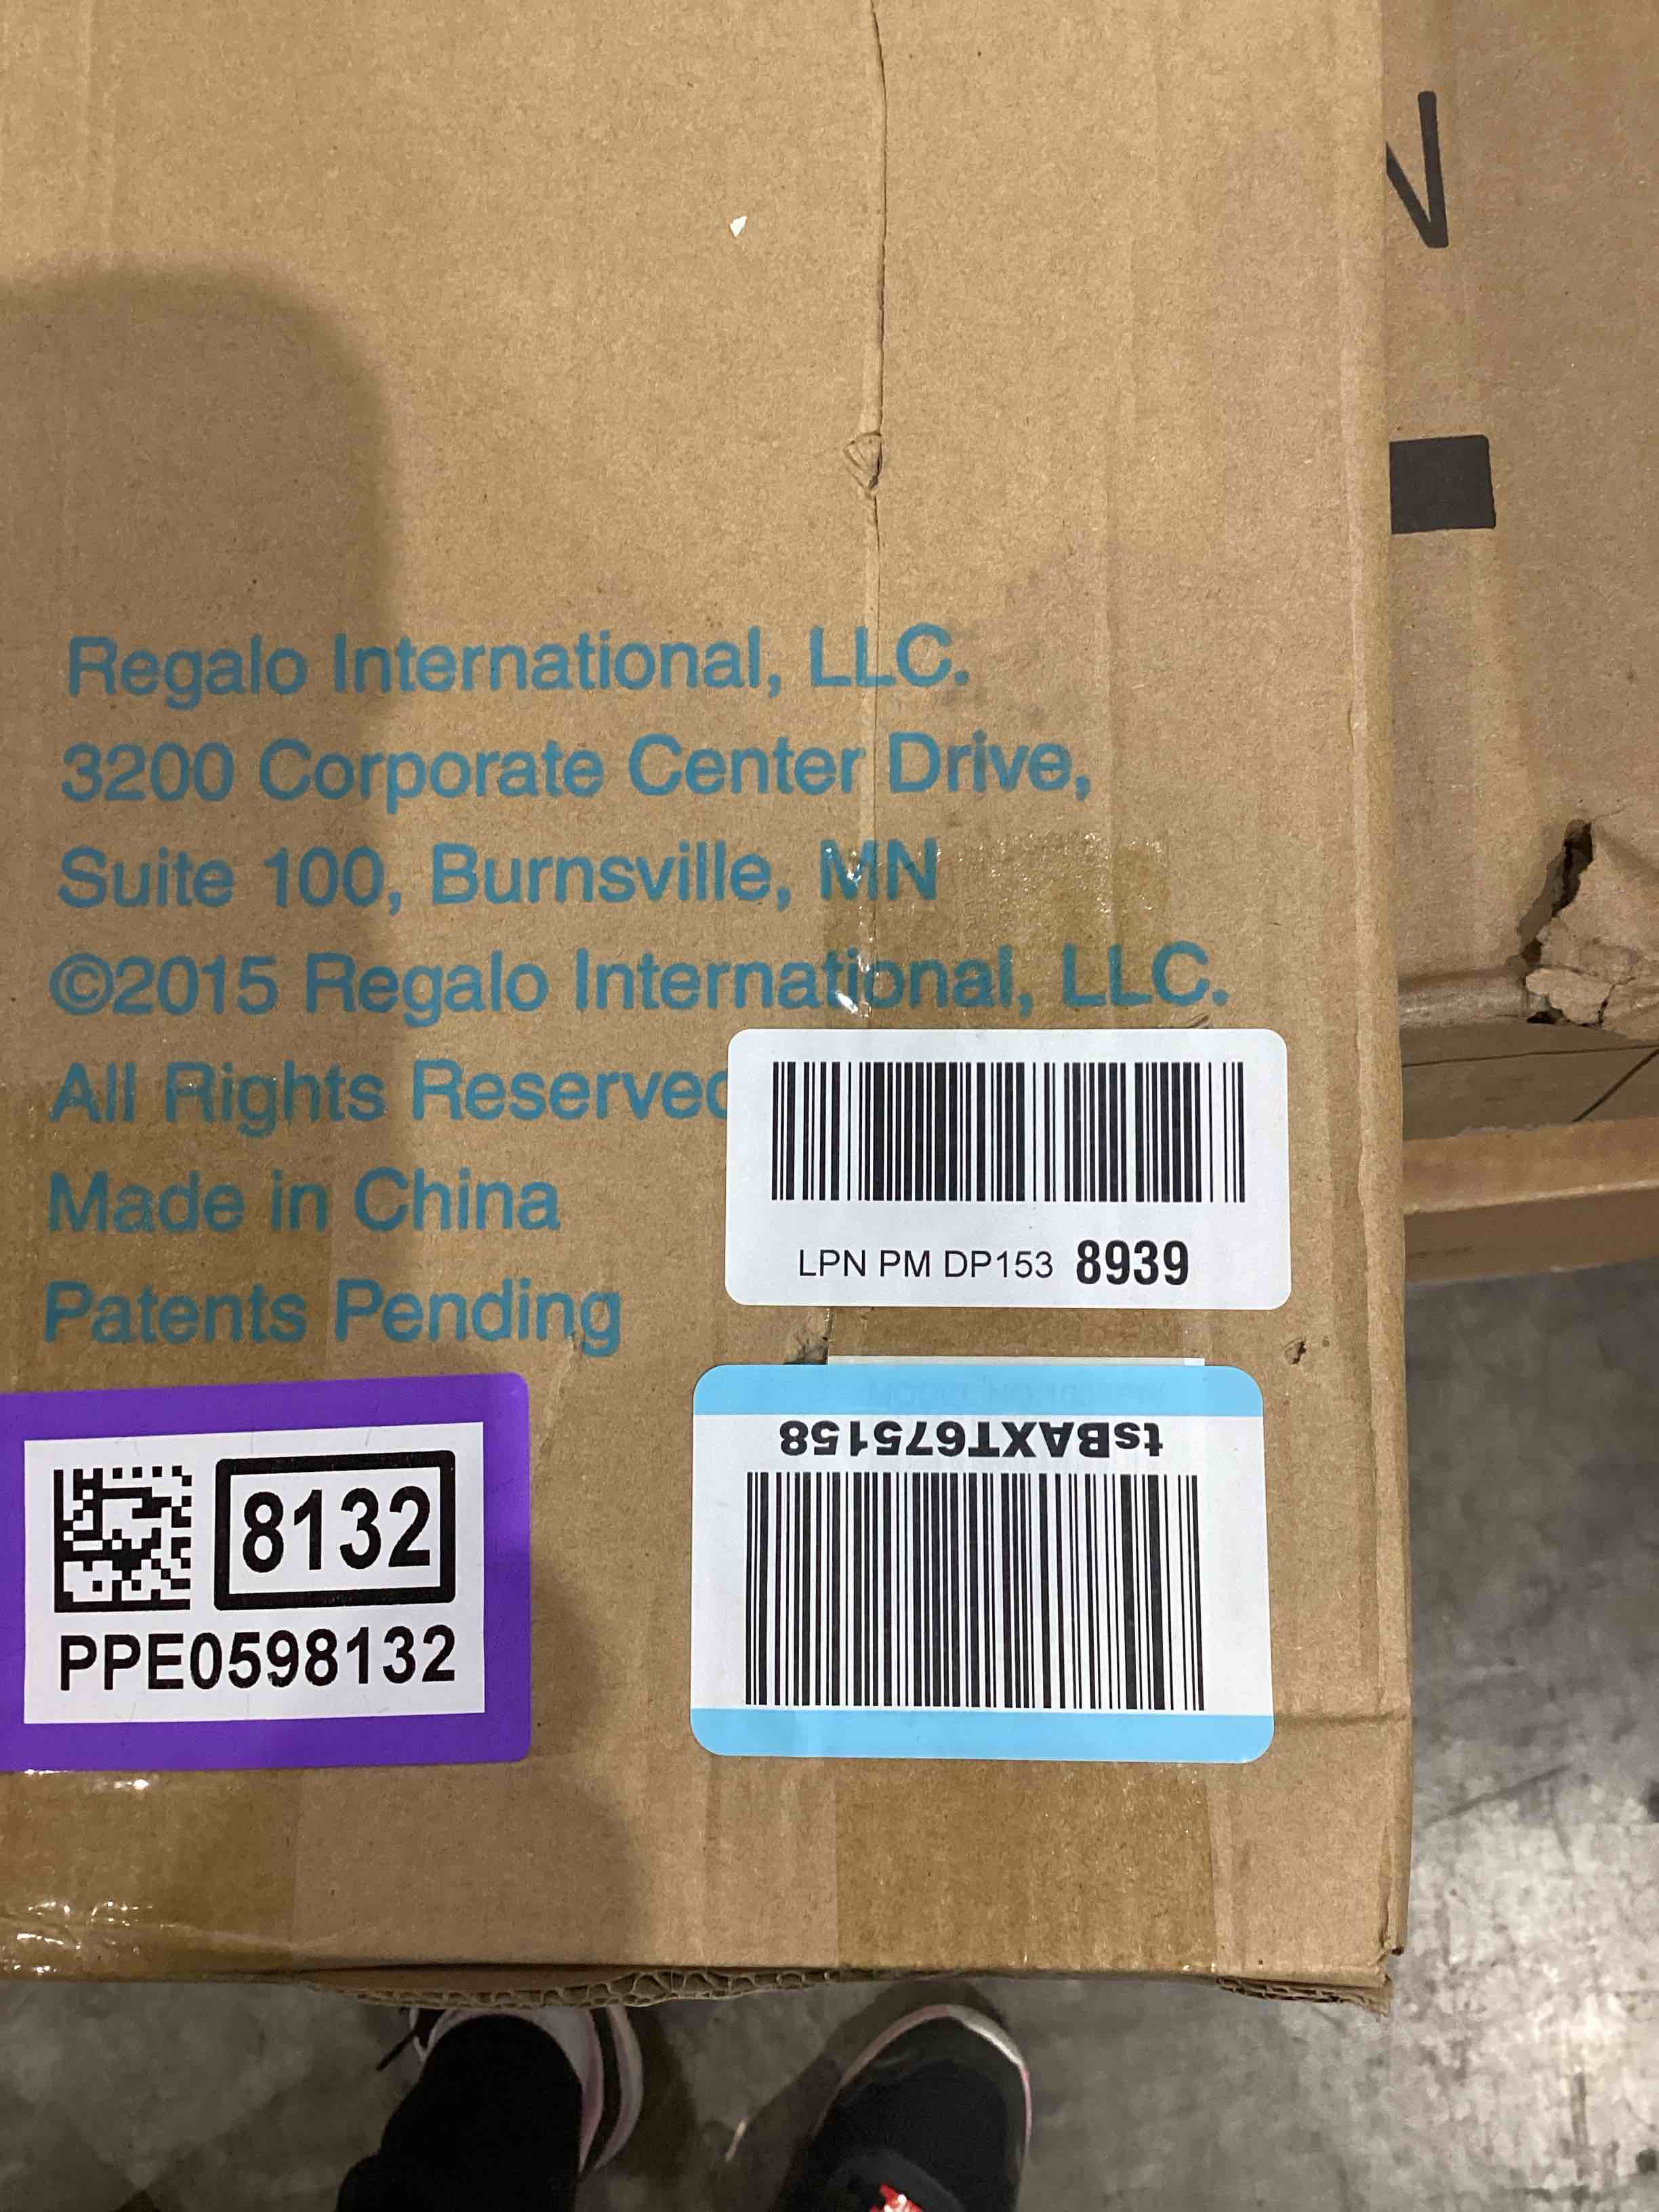 Regalo International, LLC.
3200 Corporate Center Drive,
Suite 100, Burnsville, MN
©2015 Regalo International, LLC.
All Rights Reserved
Made in China
Patents Pending
LPN PM DP153 8939
tsBAXT675158
8132
PPE0598132